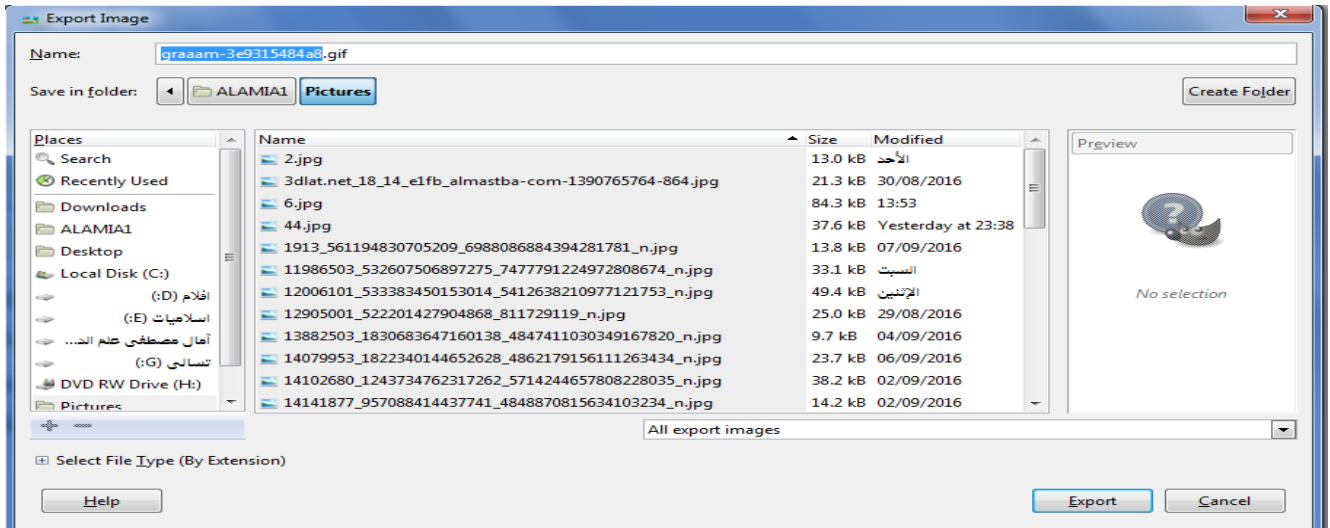 Export Image
Name: graaam-3e9315484a8.gif
Save in folder: ALAMIA1 Pictures Create Folder
Places
Search
Recently Used
Downloads
ALAMIA1
Desktop
Local Disk (C:)
افلام (D:)
اسلاميات (E:)
آمال مصطفى علم الد...
تسالى (G:)
DVD RW Drive (H:)
Pictures
Name Size Modified
2.jpg 13.0 kB الأحد
3dlat.net_18_14_e1fb_almastba-com-1390765764-864.jpg 21.3 kB 30/08/2016
6.jpg 84.3 kB 13:53
44.jpg 37.6 kB Yesterday at 23:38
1913_561194830705209_6988086884394281781_n.jpg 13.8 kB 07/09/2016
11986503_532607506897275_7477791224972808674_n.jpg 33.1 kB السبت
12006101_533383450153014_5412638210977121753_n.jpg 49.4 kB الإثنين
12905001_522201427904868_811729119_n.jpg 25.0 kB 29/08/2016
13882503_1830683647160138_4847411030349167820_n.jpg 9.7 kB 04/09/2016
14079953_1822340144652628_4862179156111263434_n.jpg 23.7 kB 06/09/2016
14102680_1243734762317262_5714244657808228035_n.jpg 38.2 kB 02/09/2016
14141877_957088414437741_4848870815634103234_n.jpg 14.2 kB 02/09/2016
Preview
No selection
All export images
Select File Type (By Extension)
Help Export Cancel